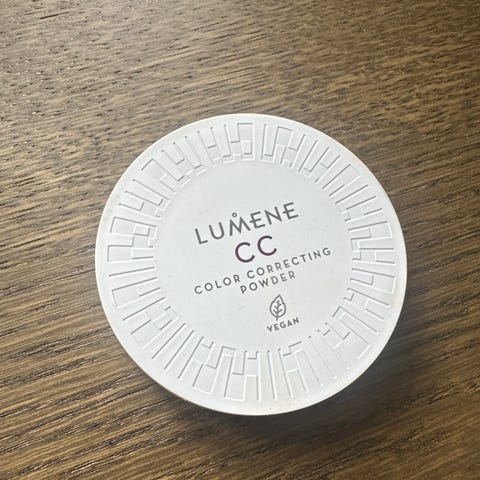 LUMENE
CC
COLOR CORRECTING
POWDER
VEGAN